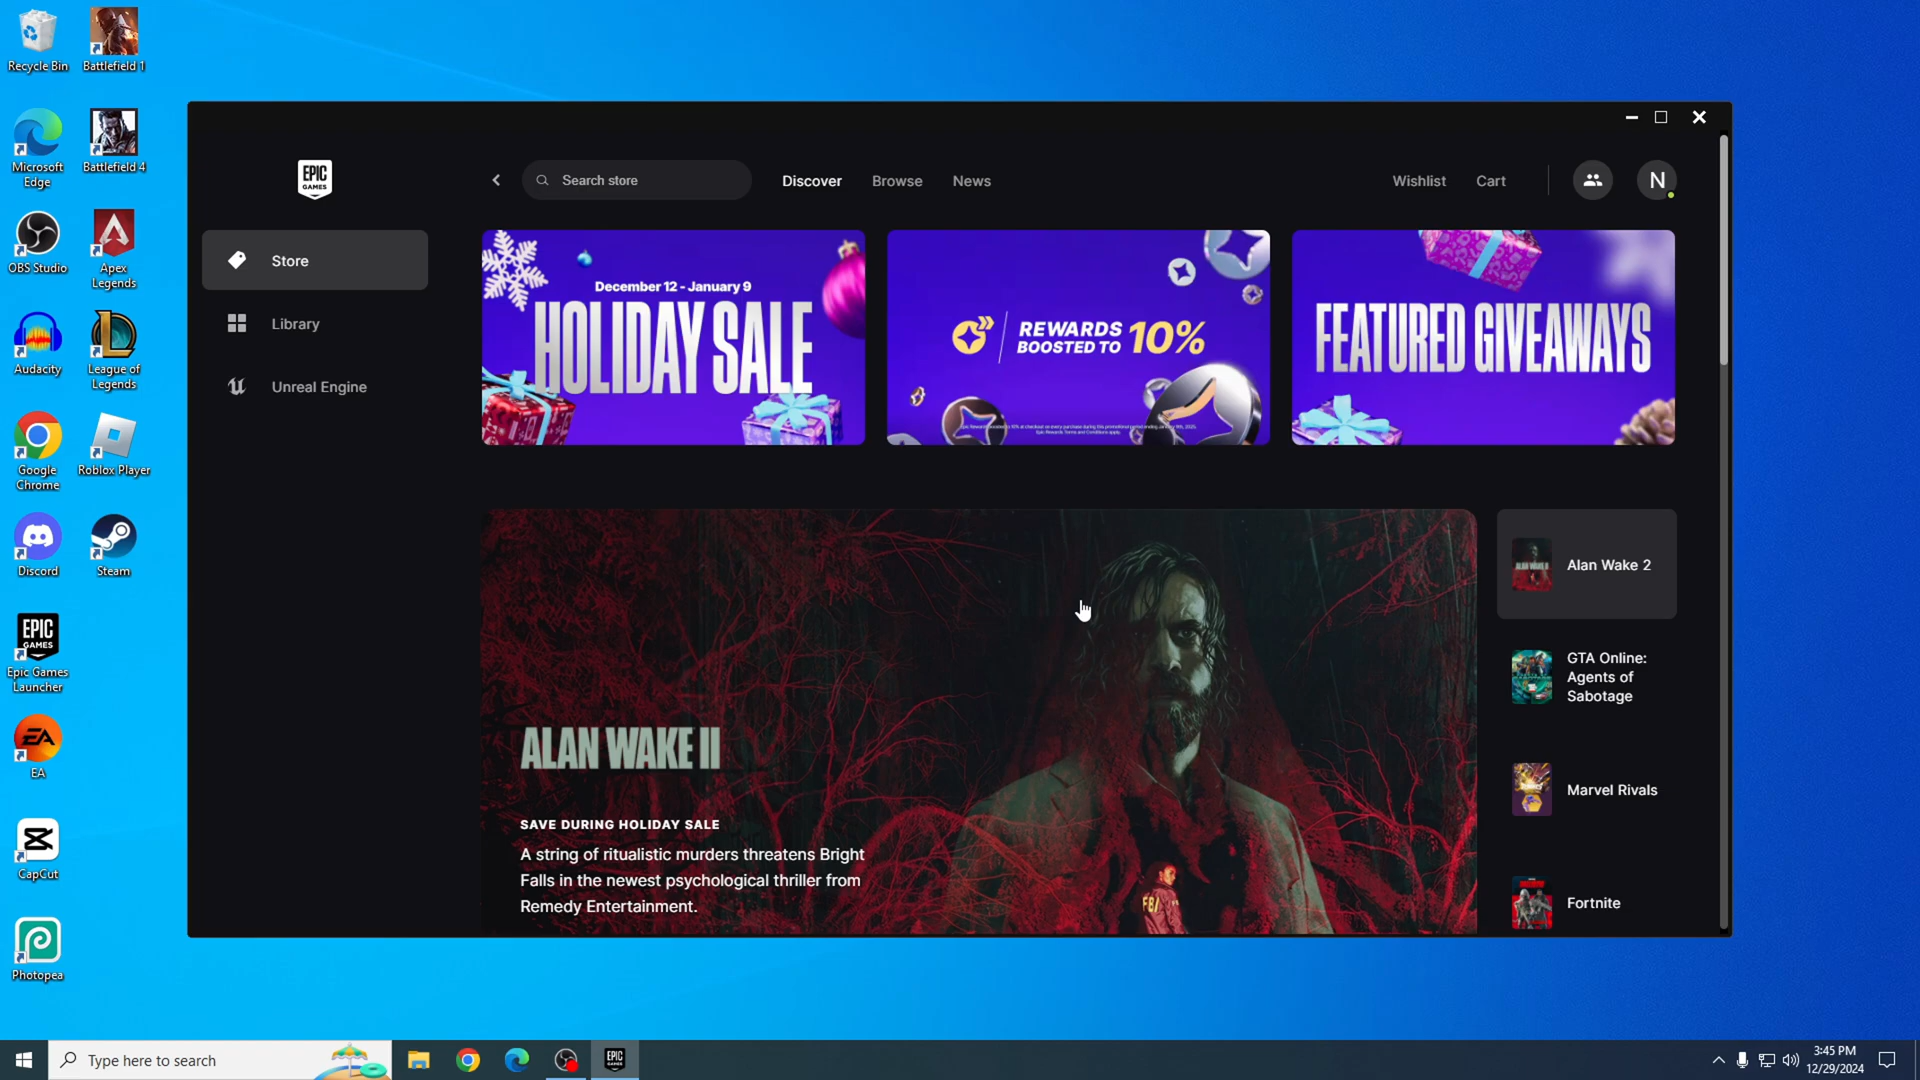 Recycle Bin
Battlefield 1
Microsoft
Edge
Battlefield 4
OBS Studio
Apex
Legends
Audacity
League of
Legends
Google
Chrome
Roblox Player
Discord
Steam
EPIC
GAMES
Epic Games
Launcher
EA
EA
CapCut
Photopea
EPIC
GAMES
Search store
Discover
Browse
News
Wishlist
Cart
N
Store
Library
Unreal Engine
December 12 - January 9
HOLIDAY SALE
REWARDS
BOOSTED TO
10%
FEATURED GIVEAWAYS
ALAN WAKE II
SAVE DURING HOLIDAY SALE
A string of ritualistic murders threatens Bright
Falls in the newest psychological thriller from
Remedy Entertainment.
FBI
Alan Wake 2
GTA Online:
Agents of
Sabotage
Marvel Rivals
Fortnite
Type here to search
EPIC
GAMES
3:45 PM
12/29/2024